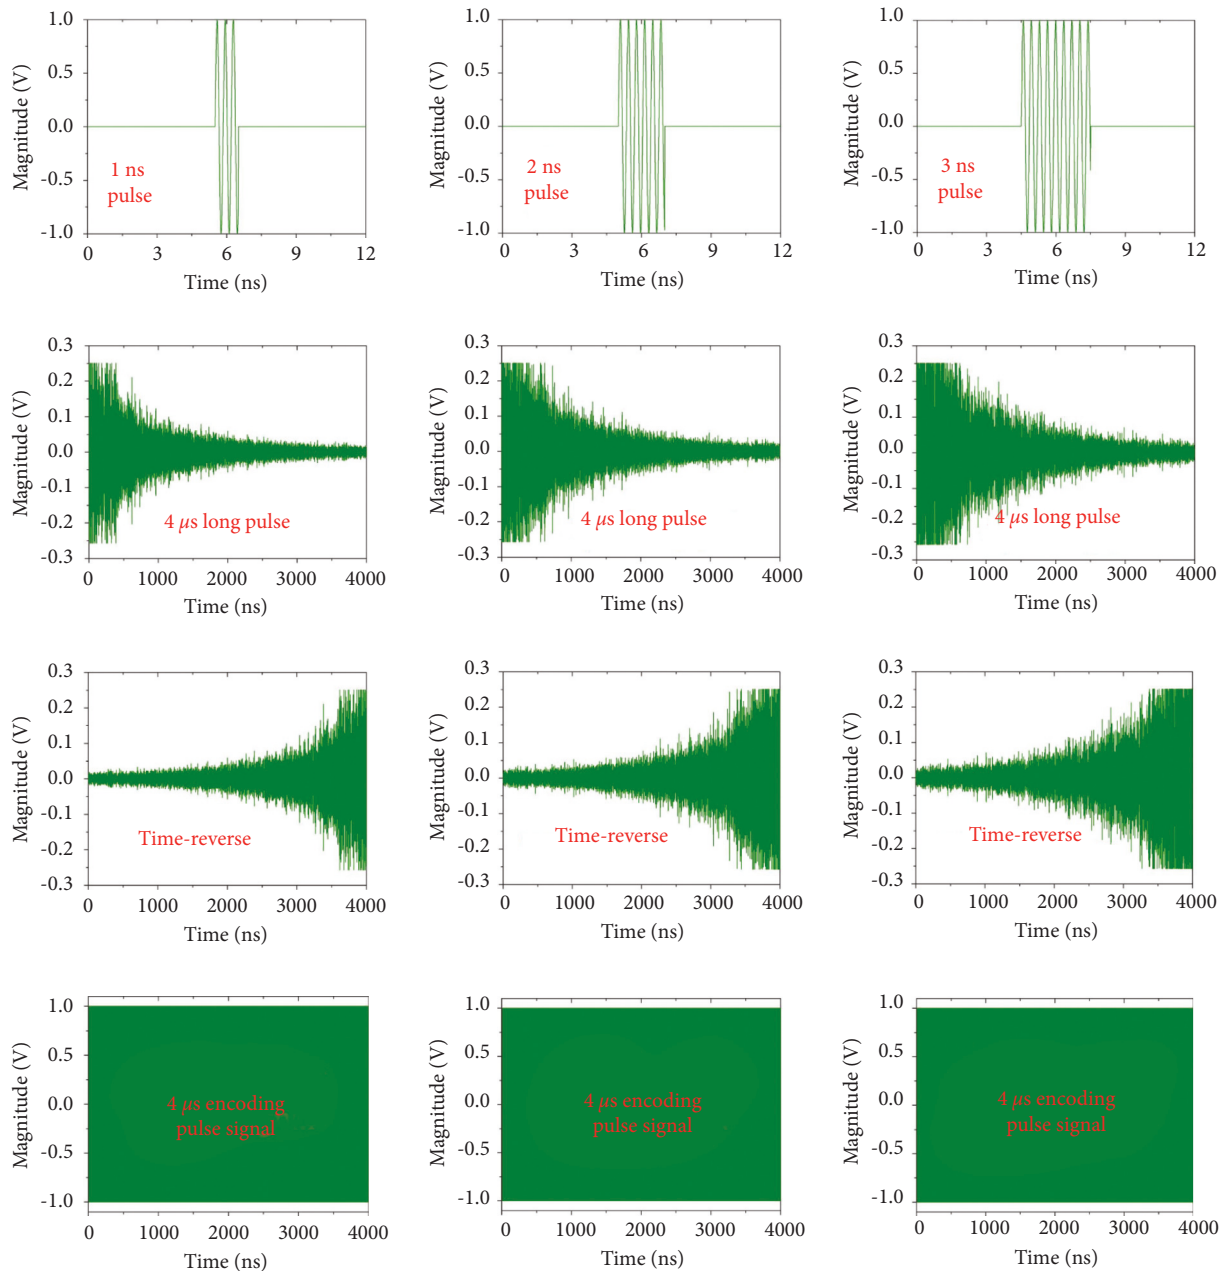 1.0
0.5
0.0
-0.5
-1.0
Magnitude (V)
1 ns
pulse
0 3 6 9 12
Time (ns)
1.0
0.5
0.0
-0.5
-1.0
Magnitude (V)
2 ns
pulse
0 3 6 9 12
Time (ns)
1.0
0.5
0.0
-0.5
-1.0
Magnitude (V)
3 ns
pulse
0 3 6 9 12
Time (ns)
0.3
0.2
0.1
0.0
-0.1
-0.2
-0.3
Magnitude (V)
4 μs long pulse
0 1000 2000 3000 4000
Time (ns)
0.3
0.2
0.1
0.0
-0.1
-0.2
-0.3
Magnitude (V)
4 μs long pulse
0 1000 2000 3000 4000
Time (ns)
0.3
0.2
0.1
0.0
-0.1
-0.2
-0.3
Magnitude (V)
4 μs long pulse
0 1000 2000 3000 4000
Time (ns)
0.3
0.2
0.1
0.0
-0.1
-0.2
-0.3
Magnitude (V)
Time-reverse
0 1000 2000 3000 4000
Time (ns)
0.3
0.2
0.1
0.0
-0.1
-0.2
-0.3
Magnitude (V)
Time-reverse
0 1000 2000 3000 4000
Time (ns)
0.3
0.2
0.1
0.0
-0.1
-0.2
-0.3
Magnitude (V)
Time-reverse
0 1000 2000 3000 4000
Time (ns)
1.0
0.5
0.0
-0.5
-1.0
Magnitude (V)
4 μs encoding
pulse signal
0 1000 2000 3000 4000
Time (ns)
1.0
0.5
0.0
-0.5
-1.0
Magnitude (V)
4 μs encoding
pulse signal
0 1000 2000 3000 4000
Time (ns)
1.0
0.5
0.0
-0.5
-1.0
Magnitude (V)
4 μs encoding
pulse signal
0 1000 2000 3000 4000
Time (ns)